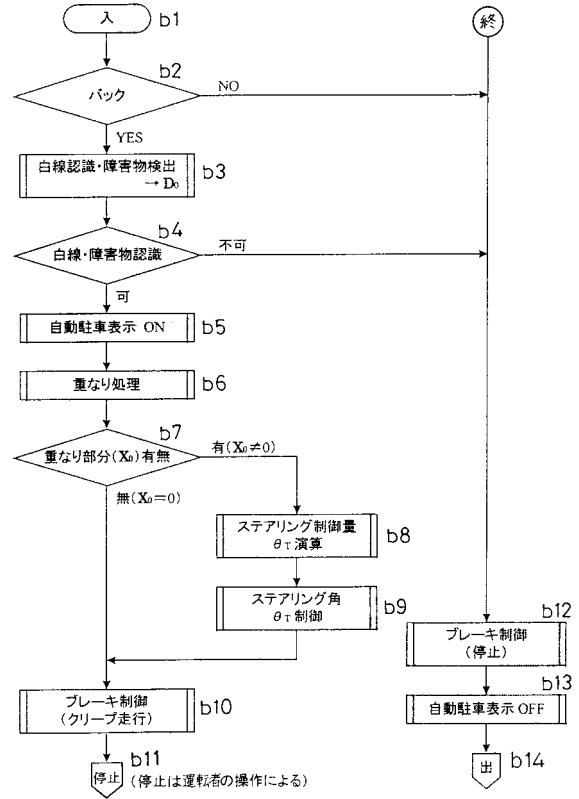 入 b1
終
b2
バック
NO
YES
白線認識・障害物検出
→ D₀
b3
b4
白線・障害物認識
不可
可
自動駐車表示 ON
b5
重なり処理
b6
b7
重なり部分(X₀)有無
有(X₀≠0)
無(X₀=0)
ステアリング制御量
θT 演算
b8
ステアリング角
θT 制御
b9
b12
ブレーキ制御
(停止)
b13
ブレーキ制御
(クリープ走行)
b10
自動駐車表示 OFF
b11
停止 (停止は運転者の操作による)
出 b14